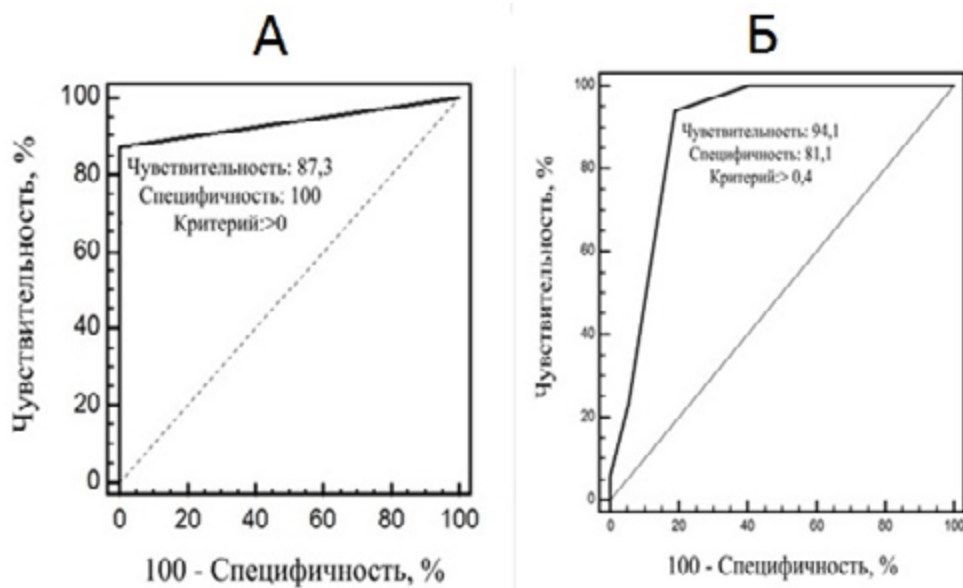 А
Чувствительность, %
100
80
60
40
20
0
Чувствительность: 87,3
Специфичность: 100
Критерий:>0
0 20 40 60 80 100
100 - Специфичность, %
Б
Чувствительность, %
100
80
60
40
20
0
Чувствительность: 94,1
Специфичность: 81,1
Критерий:> 0,4
0 20 40 60 80 100
100 - Специфичность, %